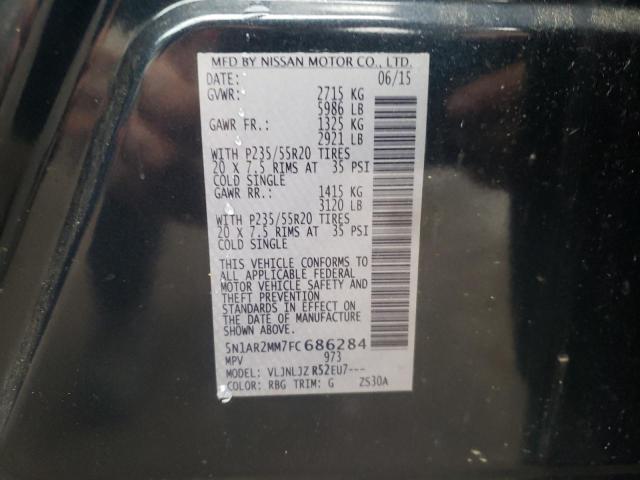 MFD BY NISSAN MOTOR CO., LTD.
DATE: 06/15
GVWR: 2715 KG
5986 LB
GAWR FR.: 1325 KG
2921 LB
WITH P235/55R20 TIRES
20 X 7.5 RIMS AT 35 PSI
COLD SINGLE
GAWR RR.: 1415 KG
3120 LB
WITH P235/55R20 TIRES
20 X 7.5 RIMS AT 35 PSI
COLD SINGLE
THIS VEHICLE CONFORMS TO
ALL APPLICABLE FEDERAL
MOTOR VEHICLE SAFETY AND
THEFT PREVENTION
STANDARDS IN EFFECT ON
THE DATE OF MANUFACTURE
SHOWN ABOVE.
5N1AR2MM7FC686284
MPV 973
MODEL: VLJNLJZ R52EU7---
COLOR: RBG TRIM: G ZS30A